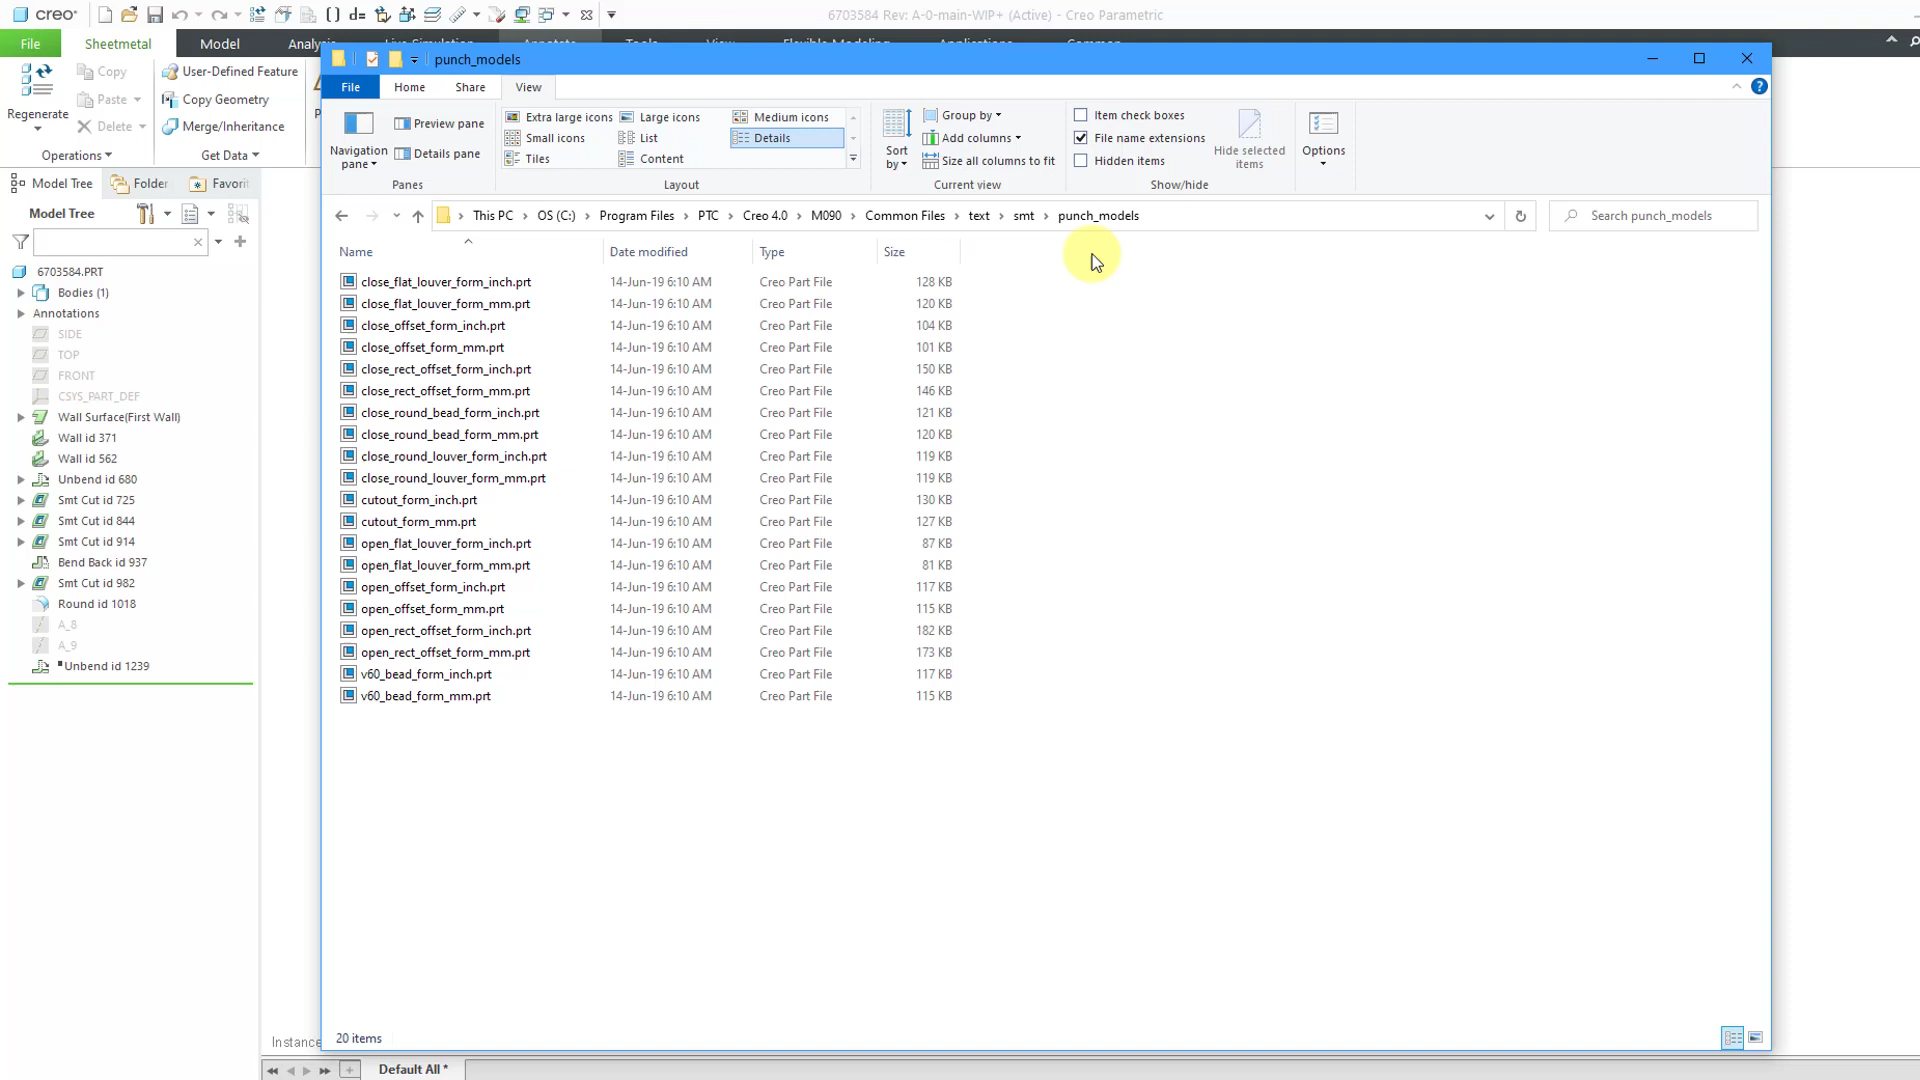 creo
6703584 Rev: A-0-main-WIP+ (Active) - Creo Parametric
File
Sheetmetal
Model
Regenerate
Copy
Paste
Delete
Operations
User-Defined Feature
Copy Geometry
Merge/Inheritance
Get Data
Model Tree
Folder
Favorit
Model Tree
6703584.PRT
Bodies (1)
Annotations
SIDE
TOP
FRONT
CSYS_PART_DEF
Wall Surface(First Wall)
Wall id 371
Wall id 562
Unbend id 680
Smt Cut id 725
Smt Cut id 844
Smt Cut id 914
Bend Back id 937
Smt Cut id 982
Round id 1018
A_8
A_9
Unbend id 1239
punch_models
File Home Share View
Navigation pane
Preview pane
Details pane
Panes
Extra large icons Large icons Medium icons
Small icons List Details
Tiles Content
Layout
Sort by
Group by
Add columns
Size all columns to fit
Current view
Item check boxes
File name extensions
Hidden items
Hide selected items
Show/hide
Options
This PC OS (C:) Program Files PTC Creo 4.0 M090 Common Files text smt punch_models
Search punch_models
Name Date modified Type Size
close_flat_louver_form_inch.prt 14-Jun-19 6:10 AM Creo Part File 128 KB
close_flat_louver_form_mm.prt 14-Jun-19 6:10 AM Creo Part File 120 KB
close_offset_form_inch.prt 14-Jun-19 6:10 AM Creo Part File 104 KB
close_offset_form_mm.prt 14-Jun-19 6:10 AM Creo Part File 101 KB
close_rect_offset_form_inch.prt 14-Jun-19 6:10 AM Creo Part File 150 KB
close_rect_offset_form_mm.prt 14-Jun-19 6:10 AM Creo Part File 146 KB
close_round_bead_form_inch.prt 14-Jun-19 6:10 AM Creo Part File 121 KB
close_round_bead_form_mm.prt 14-Jun-19 6:10 AM Creo Part File 120 KB
close_round_louver_form_inch.prt 14-Jun-19 6:10 AM Creo Part File 119 KB
close_round_louver_form_mm.prt 14-Jun-19 6:10 AM Creo Part File 119 KB
cutout_form_inch.prt 14-Jun-19 6:10 AM Creo Part File 130 KB
cutout_form_mm.prt 14-Jun-19 6:10 AM Creo Part File 127 KB
open_flat_louver_form_inch.prt 14-Jun-19 6:10 AM Creo Part File 87 KB
open_flat_louver_form_mm.prt 14-Jun-19 6:10 AM Creo Part File 81 KB
open_offset_form_inch.prt 14-Jun-19 6:10 AM Creo Part File 117 KB
open_offset_form_mm.prt 14-Jun-19 6:10 AM Creo Part File 115 KB
open_rect_offset_form_inch.prt 14-Jun-19 6:10 AM Creo Part File 182 KB
open_rect_offset_form_mm.prt 14-Jun-19 6:10 AM Creo Part File 173 KB
v60_bead_form_inch.prt 14-Jun-19 6:10 AM Creo Part File 117 KB
v60_bead_form_mm.prt 14-Jun-19 6:10 AM Creo Part File 115 KB
20 items
Instance
Default All *